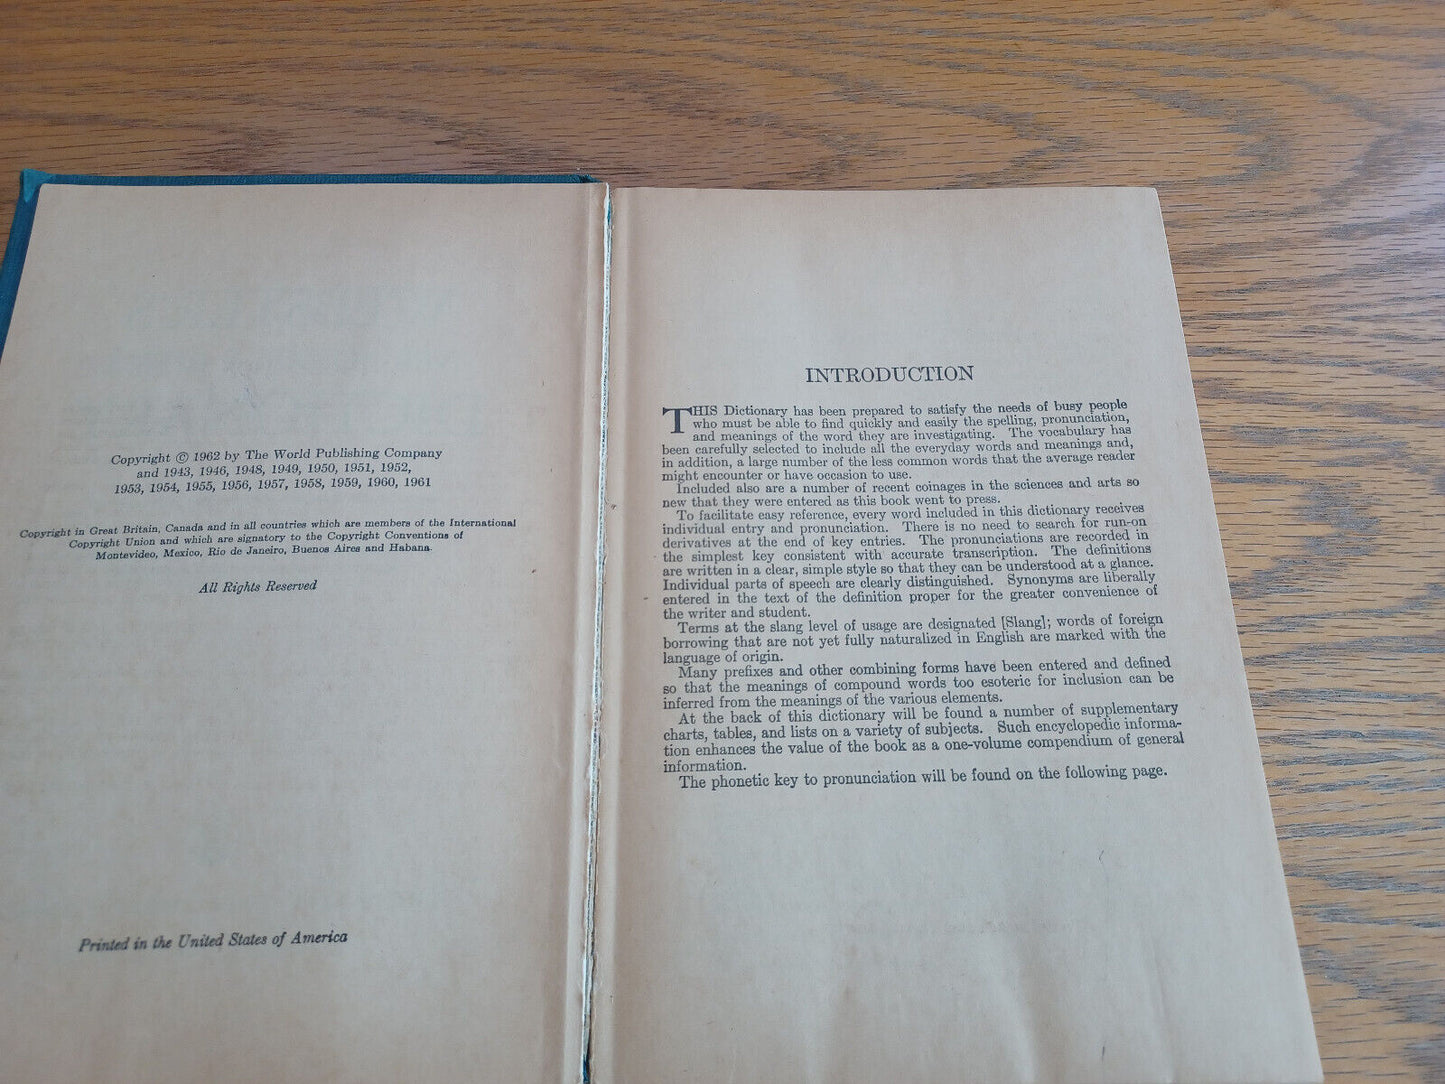 Copyright © 1962 by The World Publishing Company
and 1943, 1946, 1948, 1949, 1950, 1951, 1952,
1953, 1954, 1955, 1956, 1957, 1958, 1959, 1960, 1961
Copyright in Great Britain, Canada and in all countries which are members of the International
Copyright Union and which are signatory to the Copyright Conventions of
Montevideo, Mexico, Rio de Janeiro, Buenos Aires and Habana.
All Rights Reserved
Printed in the United States of America
INTRODUCTION
THIS Dictionary has been prepared to satisfy the needs of busy people
who must be able to find quickly and easily the spelling, pronunciation,
and meanings of the word they are investigating. The vocabulary has
been carefully selected to include all the everyday words and meanings and,
in addition, a large number of the less common words that the average reader
might encounter or have occasion to use.
Included also are a number of recent coinages in the sciences and arts so
new that they were entered as this book went to press.
To facilitate easy reference, every word included in this dictionary receives
individual entry and pronunciation. There is no need to search for run-on
derivatives at the end of key entries. The pronunciations are recorded in
the simplest key consistent with accurate transcription. The definitions
are written in a clear, simple style so that they can be understood at a glance.
Individual parts of speech are clearly distinguished. Synonyms are liberally
entered in the text of the definition proper for the greater convenience of
the writer and student.
Terms at the slang level of usage are designated [Slang]; words of foreign
borrowing that are not yet fully naturalized in English are marked with the
language of origin.
Many prefixes and other combining forms have been entered and defined
so that the meanings of compound words too esoteric for inclusion can be
inferred from the meanings of the various elements.
At the back of this dictionary will be found a number of supplementary
charts, tables, and lists on a variety of subjects. Such encyclopedic informa-
tion enhances the value of the book as a one-volume compendium of general
information.
The phonetic key to pronunciation will be found on the following page.